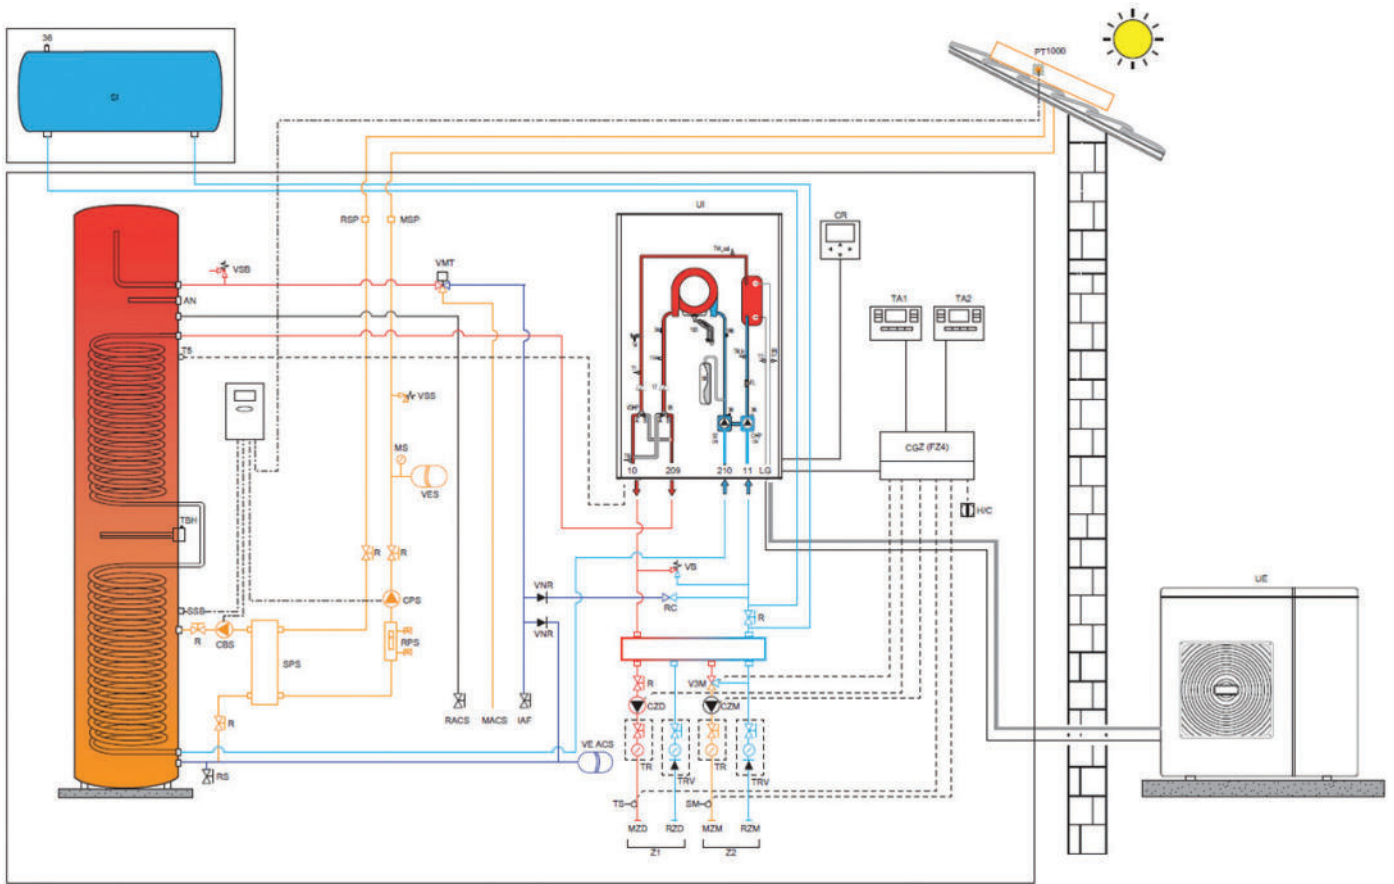 36
SI
PT1000
RSP
MSP
UI
CR
VSB
VMT
AN
TA1
TA2
T5
VSS
CGZ (FZ4)
MS
VES
10
209
210
11
LG
H/C
TBH
R
R
VB
UE
VNR
RC
CPS
SSB
R
R
CBS
VNR
RPS
SPS
R
V3M
R
CZD
CZM
RACS
MACS
IAF
VE ACS
RS
TR
TRV
TR
TRV
TS
SM
MZD
RZD
MZM
RZM
Z1
Z2